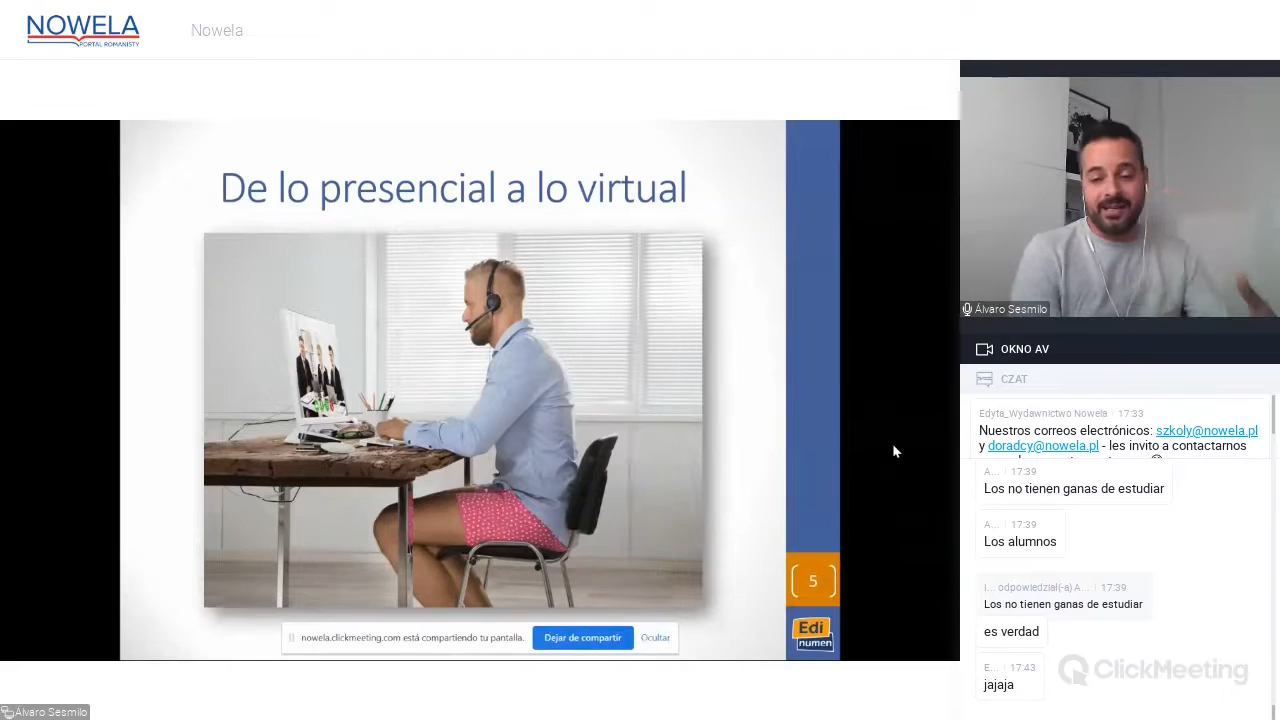 NOWELA
PORTAL ROMANISTY
Nowela
De lo presencial a lo virtual
5
Edi
numen
nowela.clickmeeting.com está compartiendo tu pantalla.
Dejar de compartir
Ocultar
Álvaro Sesmilo
Álvaro Sesmilo
OKNO AV
CZAT
Edyta_Wydawnictwo Nowela 17:33
Nuestros correos electrónicos: szkoly@nowela.pl
y doradcy@nowela.pl - les invito a contactarnos
A... 17:39
Los no tienen ganas de estudiar
A... 17:39
Los alumnos
I... odpowiedział(-a) A... 17:39
Los no tienen ganas de estudiar
es verdad
E... 17:43
jajaja
ClickMeeting